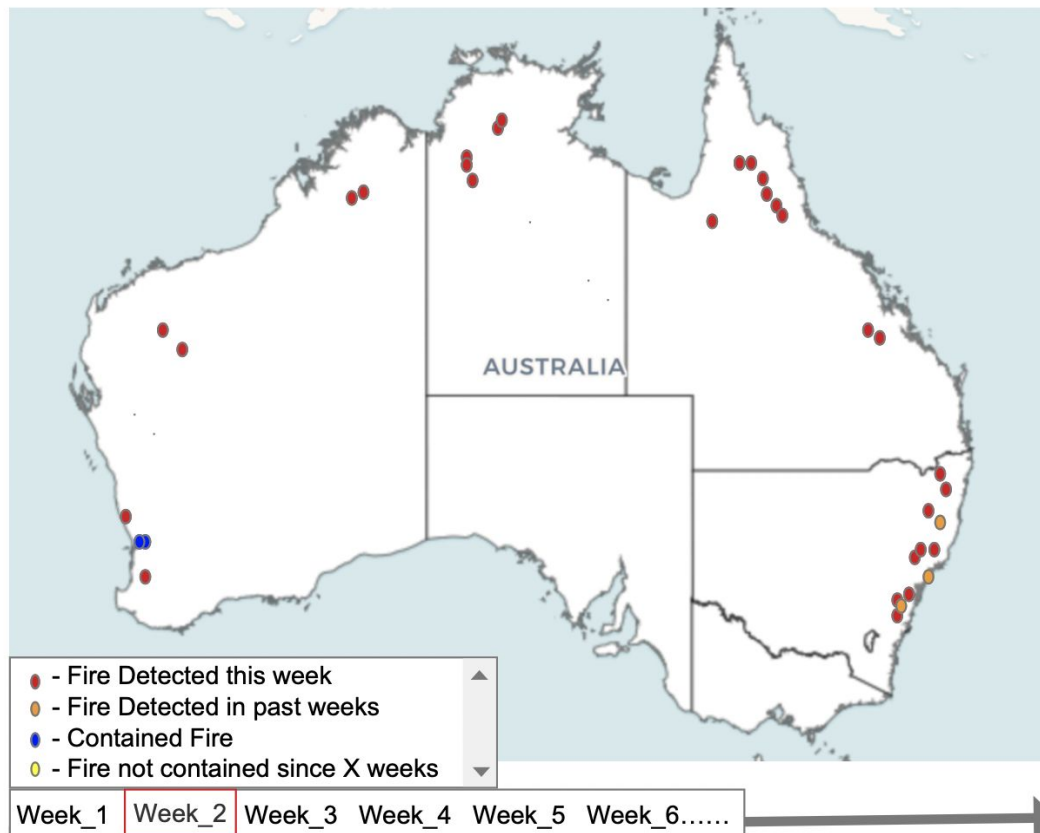 AUSTRALIA
- Fire Detected this week
- Fire Detected in past weeks
- Contained Fire
- Fire not contained since X weeks
Week_1 Week_2 Week_3 Week_4 Week_5 Week_6......